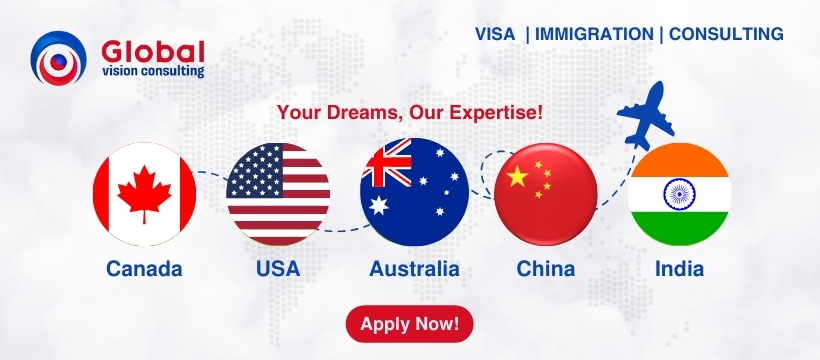 Global
vision consulting
VISA | IMMIGRATION | CONSULTING
Your Dreams, Our Expertise!
Canada
USA
Australia
China
India
Apply Now!